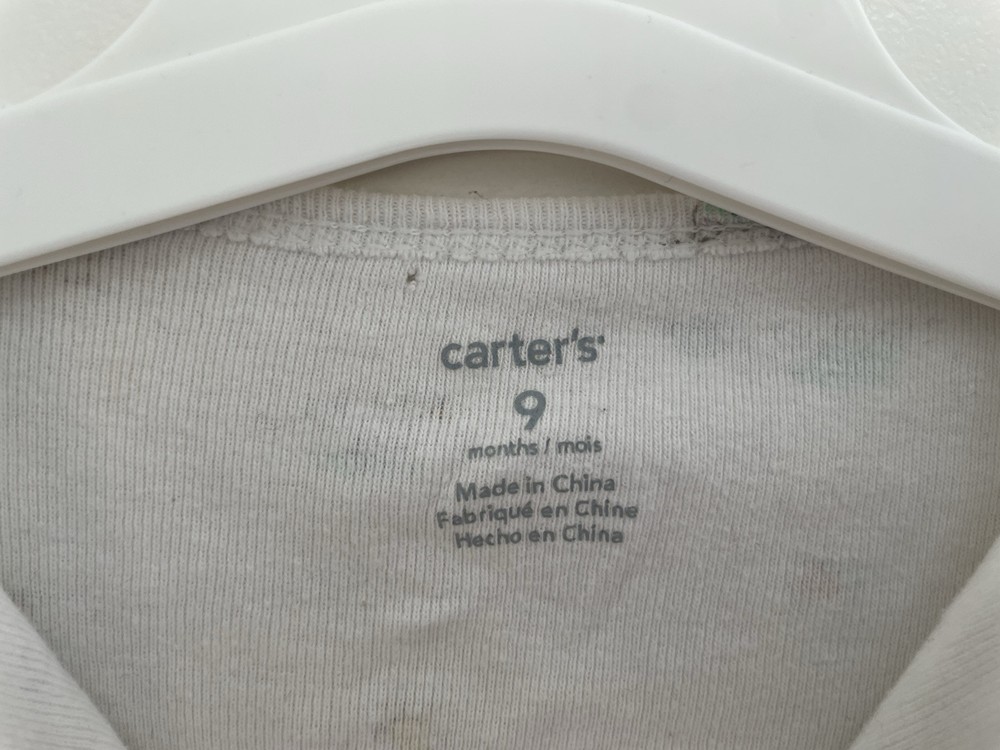 carter's
9
months / mois
Made in China
Fabriqué en Chine
Hecho en China